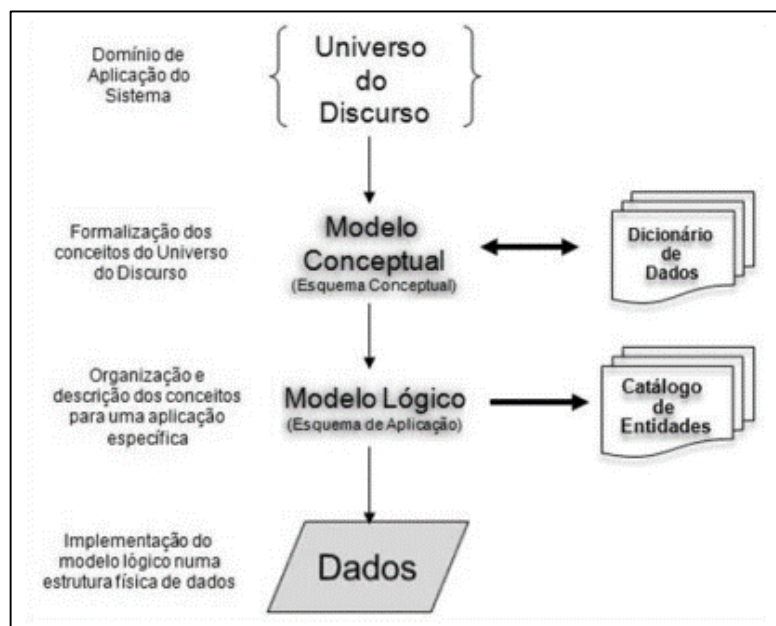 Domínio de
Aplicação do
Sistema
Universo
do
Discurso
Formalização dos
conceitos do Universo
do Discurso
Modelo
Conceptual
(Esquema Conceptual)
Dicionário
de
Dados
Organização e
descrição dos conceitos
para uma aplicação
específica
Modelo Lógico
(Esquema de Aplicação)
Catálogo
de
Entidades
Implementação do
modelo lógico numa
estrutura física de dados
Dados